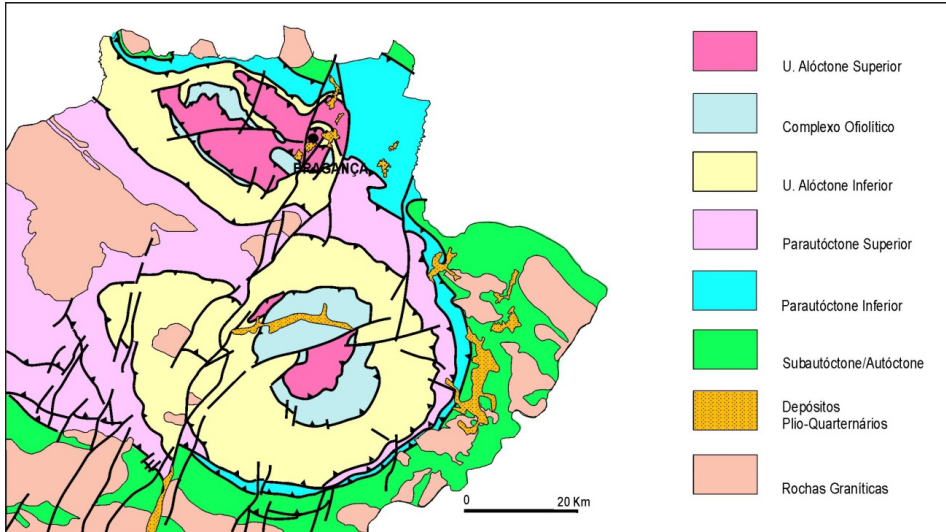 U. Alóctone Superior
Complexo Ofiolítico
U. Alóctone Inferior
Parautóctone Superior
Parautóctone Inferior
Subautóctone/Autóctone
Depósitos
Plio-Quarternários
Rochas Graníticas
BRAGANÇA
0 20 Km